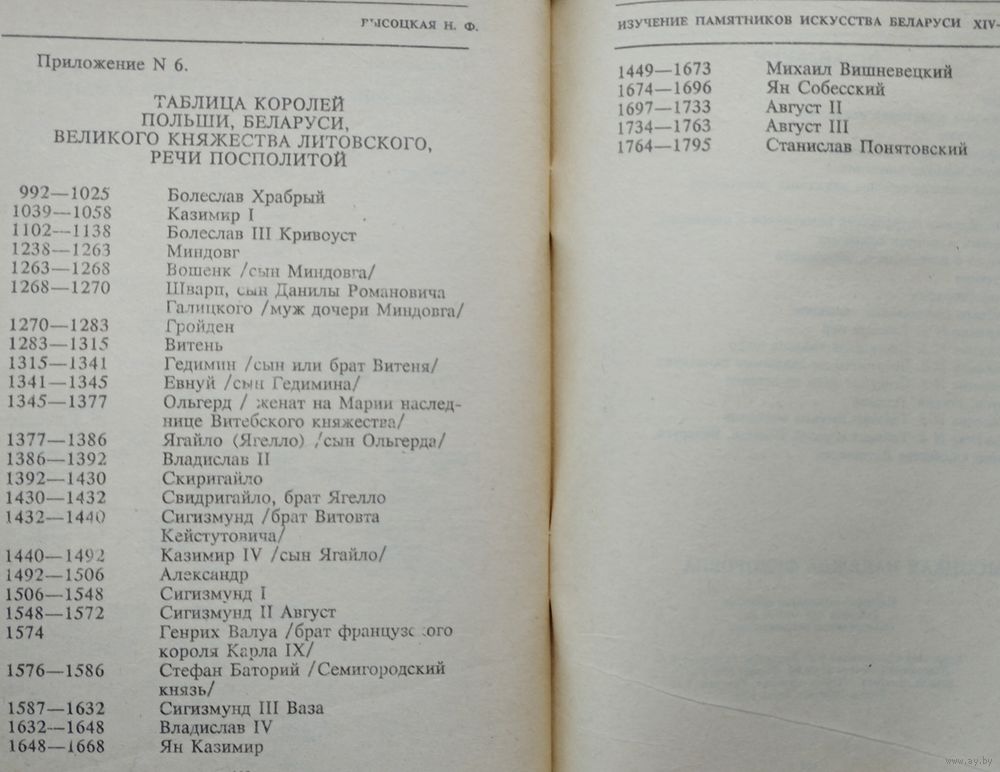 ВЫСОЦКАЯ Н. Ф.
Приложение N 6.
ТАБЛИЦА КОРОЛЕЙ
ПОЛЬШИ, БЕЛАРУСИ,
ВЕЛИКОГО КНЯЖЕСТВА ЛИТОВСКОГО,
РЕЧИ ПОСПОЛИТОЙ
992—1025 Болеслав Храбрый
1039—1058 Казимир I
1102—1138 Болеслав III Кривоуст
1238—1263 Миндовг
1263—1268 Вошенк /сын Миндовга/
1268—1270 Шварц, сын Данилы Романовича
Галицкого /муж дочери Миндовга/
1270—1283 Гройден
1283—1315 Витень
1315—1341 Гедимин /сын или брат Витеня/
1341—1345 Евнуй /сын Гедимина/
1345—1377 Ольгерд / женат на Марии наслед-
нице Витебского княжества/
1377—1386 Ягайло (Ягелло) /сын Ольгерда/
1386—1392 Владислав II
1392—1430 Скиригайло
1430—1432 Свидригайло, брат Ягелло
1432—1440 Сигизмунд /брат Витовта
Кейстутовича/
1440—1492 Казимир IV /сын Ягайло/
1492—1506 Александр
1506—1548 Сигизмунд I
1548—1572 Сигизмунд II Август
1574 Генрих Валуа /брат французского
короля Карла IX/
1576—1586 Стефан Баторий /Семигородский
князь/
1587—1632 Сигизмунд III Ваза
1632—1648 Владислав IV
1648—1668 Ян Казимир
ИЗУЧЕНИЕ ПАМЯТНИКОВ ИСКУССТВА БЕЛАРУСИ XIV—
1449—1673 Михаил Вишневецкий
1674—1696 Ян Собесский
1697—1733 Август II
1734—1763 Август III
1764—1795 Станислав Понятовский
www.ay.by